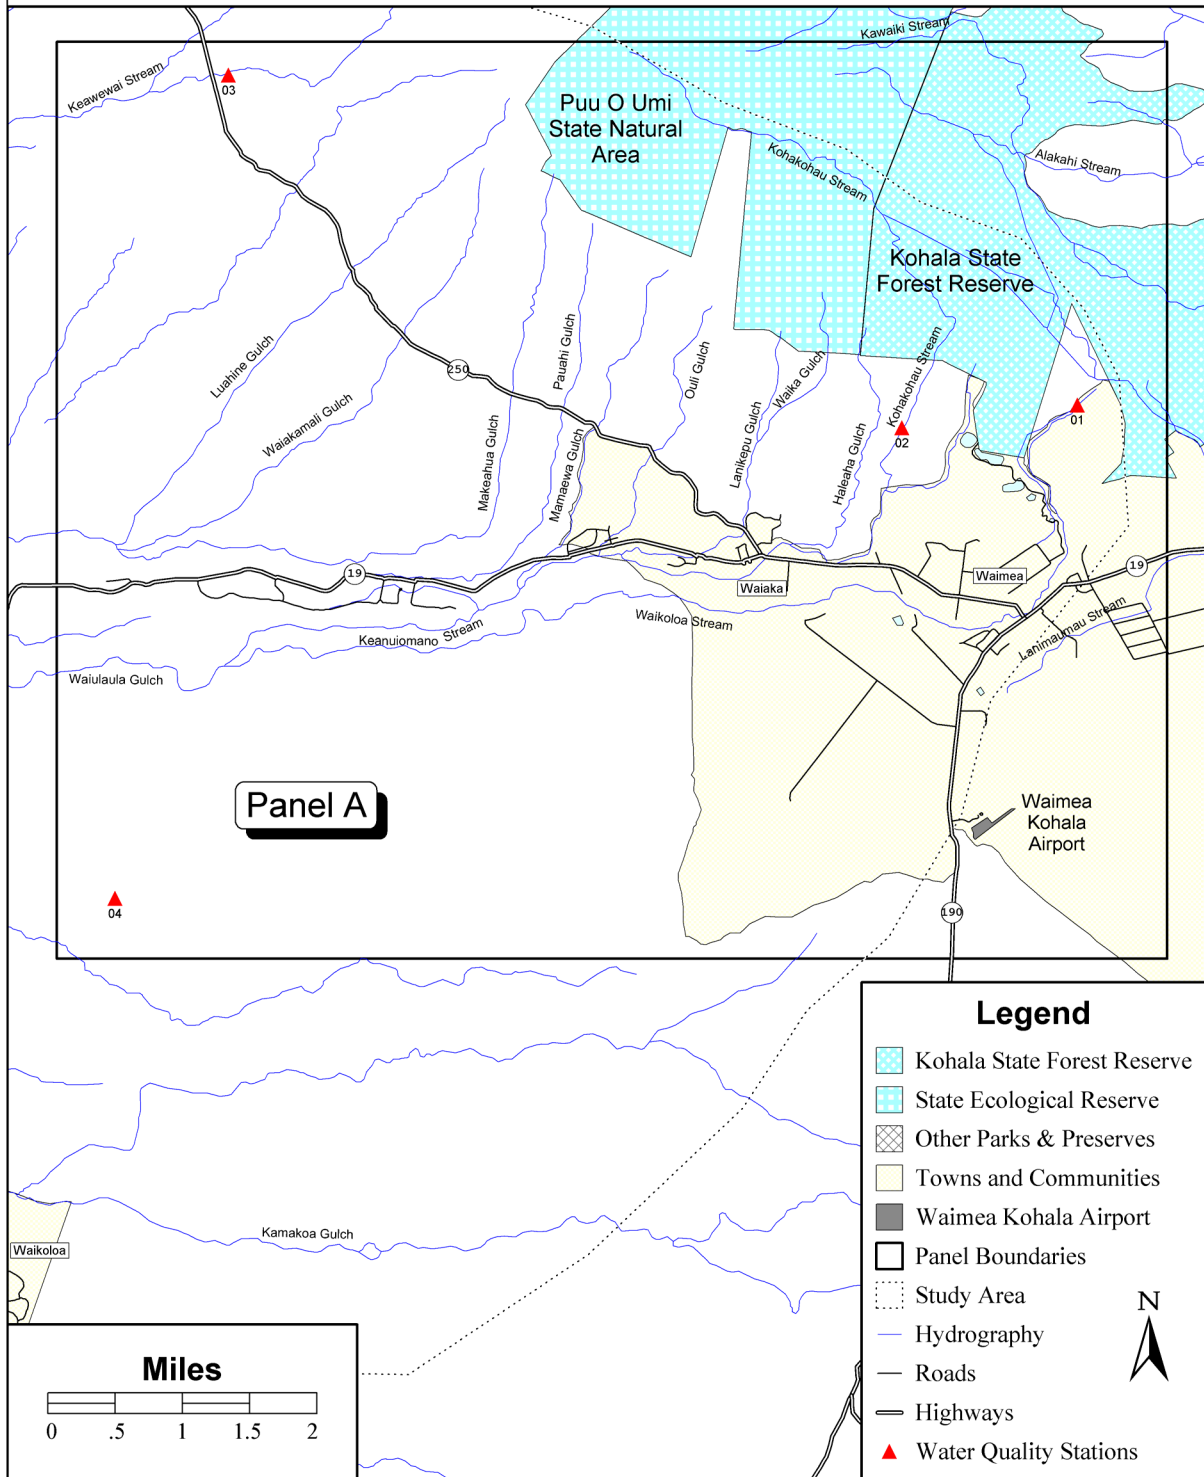 Kawaiki Stream
Keawewai Stream
03
Puu O Umi
State Natural
Area
Kohakohau Stream
Alakahi Stream
Kohala State
Forest Reserve
Luahine Gulch
Waiakamali Gulch
250
Makeahua Gulch
Pauahi Gulch
Mamaewa Gulch
Ouli Gulch
Lanikepu Gulch
Waika Gulch
Haleaha Gulch
Kohakohau Stream
02
01
19
Waiaka
Waimea
19
Keanuiomano Stream
Waikoloa Stream
Lanimaumau Stream
Waiulaula Gulch
Panel A
Waimea
Kohala
Airport
04
190
Kamakoa Gulch
Waikoloa
Legend
Kohala State Forest Reserve
State Ecological Reserve
Other Parks & Preserves
Towns and Communities
Waimea Kohala Airport
Panel Boundaries
Study Area
Hydrography
Roads
Highways
Water Quality Stations
N
Miles
0 .5 1 1.5 2